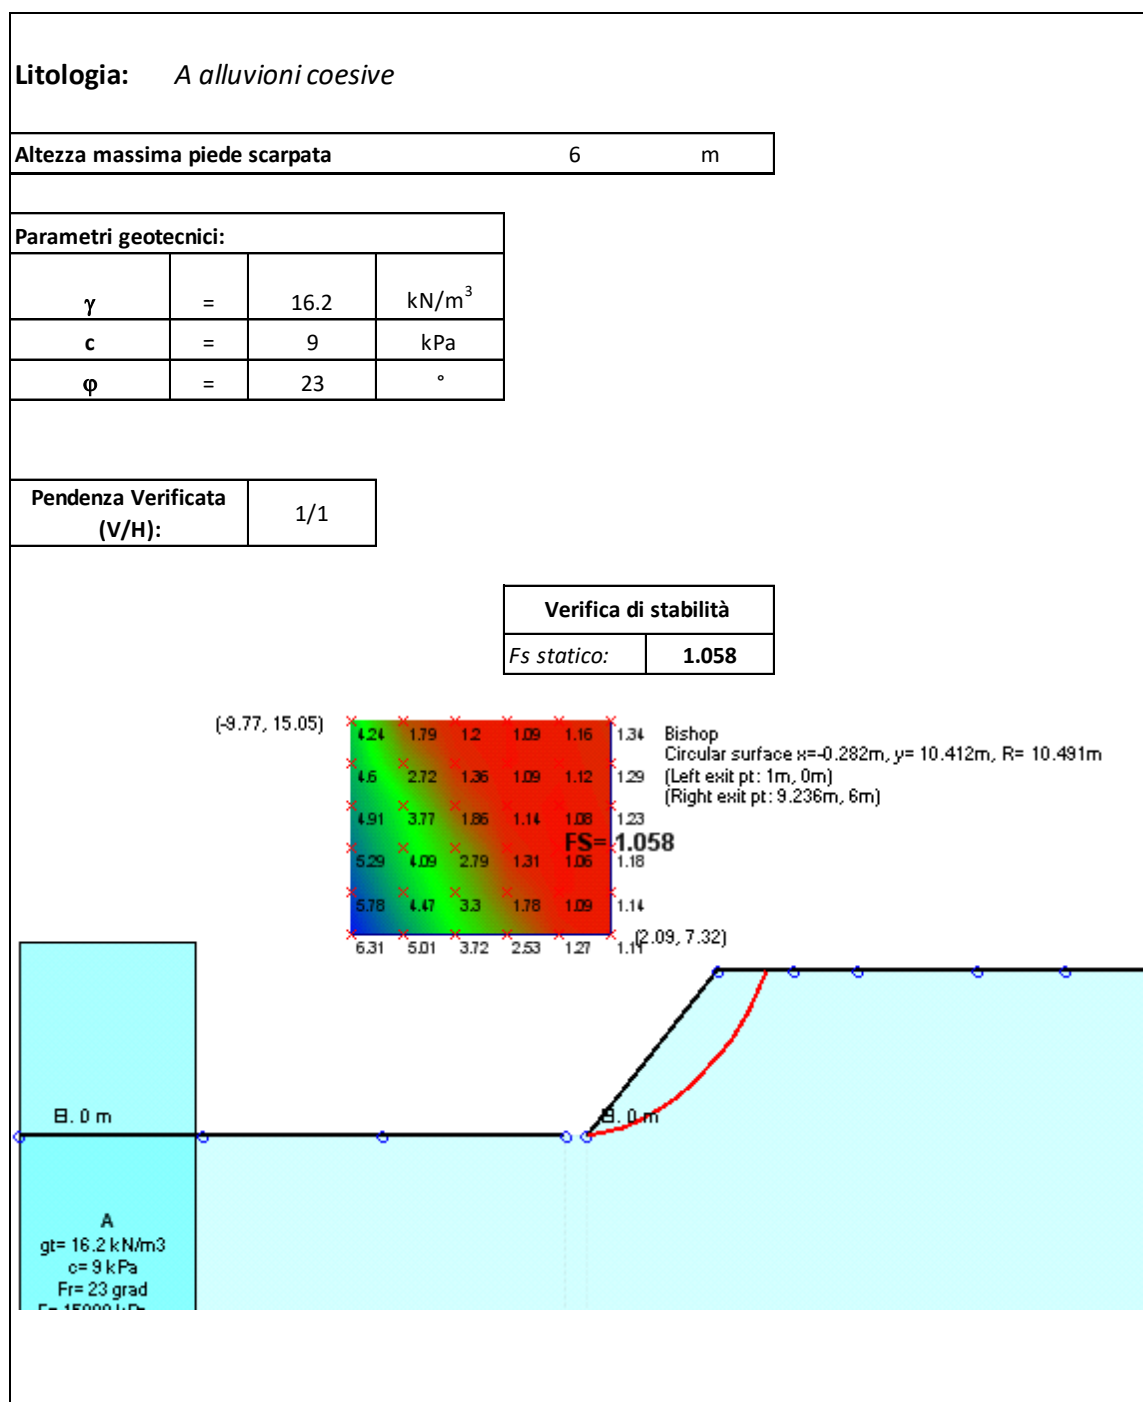 Litologia: A alluvioni coesive
Altezza massima piede scarpata 6 m
Parametri geotecnici:
γ = 16.2 kN/m³
c = 9 kPa
φ = 23 °
Pendenza Verificata (V/H): 1/1
Verifica di stabilità
Fs statico: 1.058
(-9.77, 15.05)
4.24 1.79 1.2 1.09 1.16 1.34
4.6 2.72 1.36 1.09 1.12 1.29
4.91 3.77 1.86 1.14 1.08 1.23
FS= 1.058
5.29 4.09 2.79 1.31 1.06 1.18
5.78 4.47 3.3 1.78 1.09 1.14
6.31 5.01 3.72 2.53 1.27 1.11
(2.09, 7.32)
Bishop
Circular surface x=-0.282m, y= 10.412m, R= 10.491m
(Left exit pt: 1m, 0m)
(Right exit pt: 9.236m, 6m)
0 m
0 m
A
gt= 16.2 kN/m3
c= 9 kPa
Fr= 23 grad